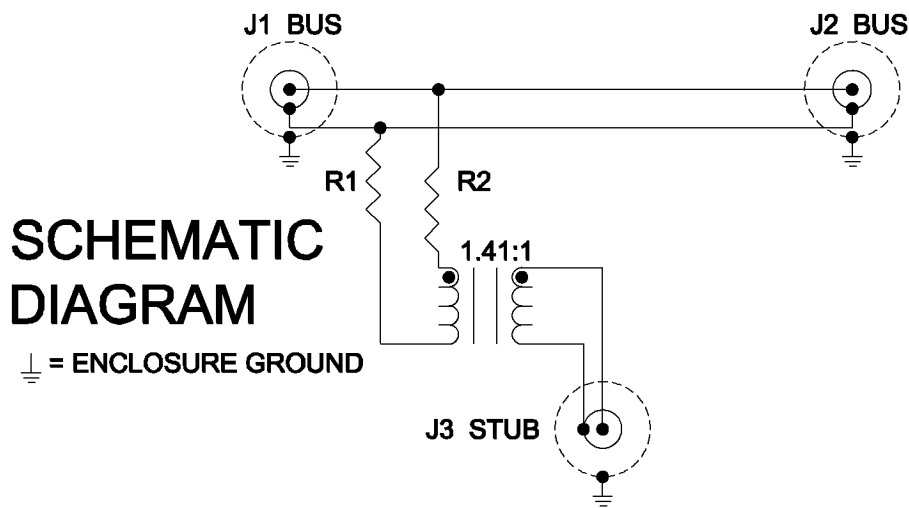 J1 BUS
J2 BUS
R1
R2
1.41:1
SCHEMATIC
DIAGRAM
= ENCLOSURE GROUND
J3 STUB